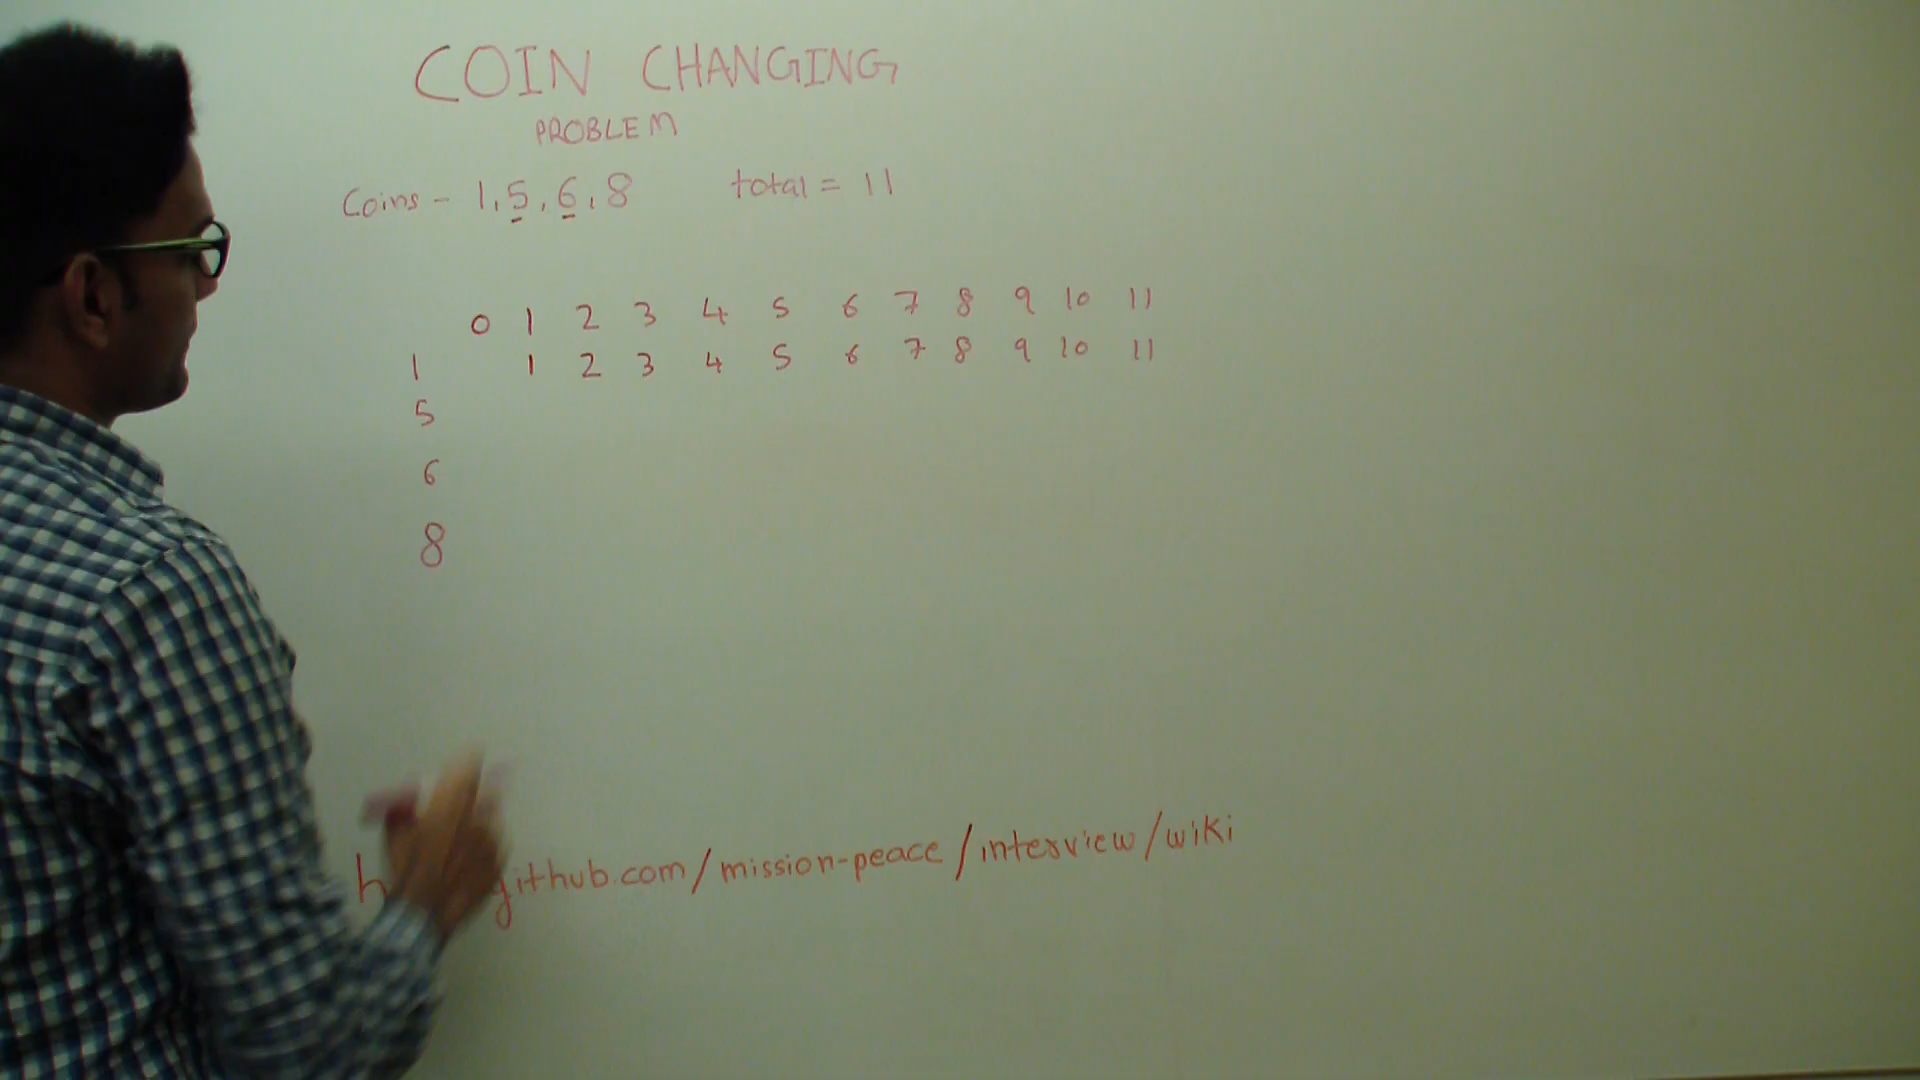 COIN CHANGING
PROBLEM
Coins - 1, 5, 6, 8 total = 11
0 1 2 3 4 5 6 7 8 9 10 11
1 1 2 3 4 5 6 7 8 9 10 11
5
6
8
h github.com/mission-peace/interview/wiki